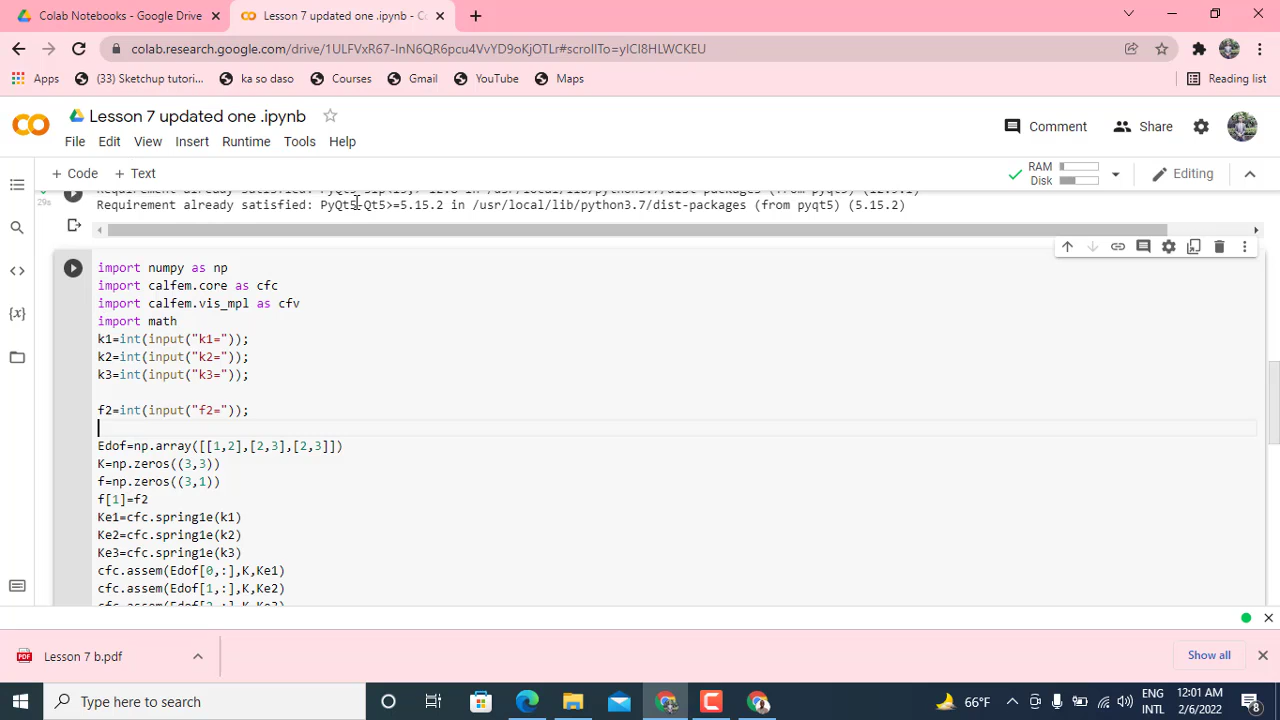 Colab Notebooks - Google Drive
Lesson 7 updated one .ipynb - Co
colab.research.google.com/drive/1ULFVxR67-InN6QR6pcu4VvYD9oKjOTLr#scrollTo=yICI8HLWCKEU
Apps
(33) Sketchup tutori...
ka so daso
Courses
Gmail
YouTube
Maps
Reading list
Lesson 7 updated one .ipynb
Comment
Share
File Edit View Insert Runtime Tools Help
+ Code + Text
RAM
Disk
Editing
29s
Requirement already satisfied: PyQt5-Qt5>=5.15.2 in /usr/local/lib/python3.7/dist-packages (from pyqt5) (5.15.2)
import numpy as np
import calfem.core as cfc
import calfem.vis_mpl as cfv
import math
k1=int(input("k1="));
k2=int(input("k2="));
k3=int(input("k3="));
f2=int(input("f2="));
Edof=np.array([[1,2],[2,3],[2,3]])
K=np.zeros((3,3))
f=np.zeros((3,1))
f[1]=f2
Ke1=cfc.spring1e(k1)
Ke2=cfc.spring1e(k2)
Ke3=cfc.spring1e(k3)
cfc.assem(Edof[0,:],K,Ke1)
cfc.assem(Edof[1,:],K,Ke2)
cfc.assem(Edof[2,:],K,Ke3)
Lesson 7 b.pdf
Show all
Type here to search
66°F
ENG
INTL
12:01 AM
2/6/2022
8